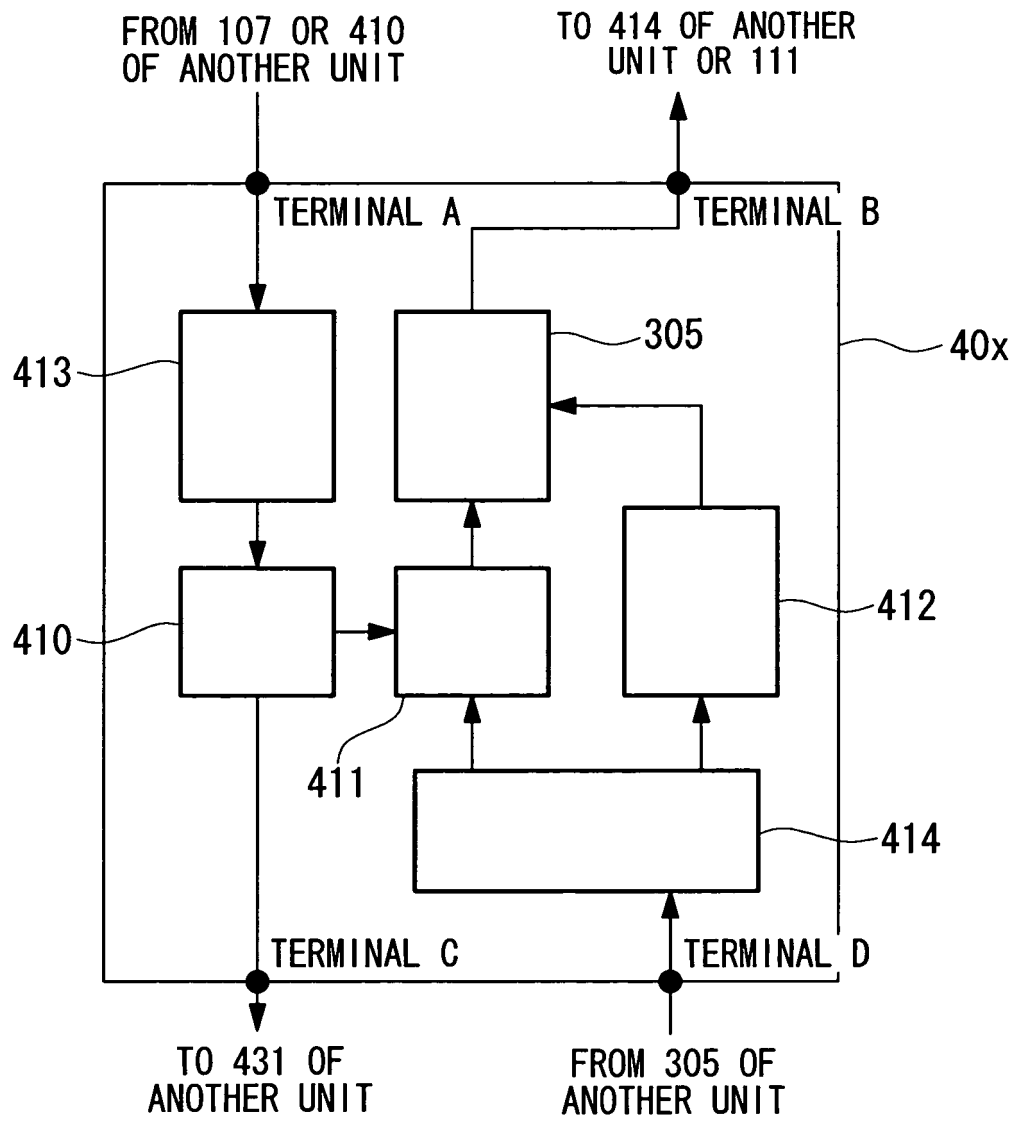 FROM 107 OR 410
OF ANOTHER UNIT
TO 414 OF ANOTHER
UNIT OR 111
TERMINAL A
TERMINAL B
305
40x
413
412
410
411
414
TERMINAL C
TERMINAL D
TO 431 OF
ANOTHER UNIT
FROM 305 OF
ANOTHER UNIT